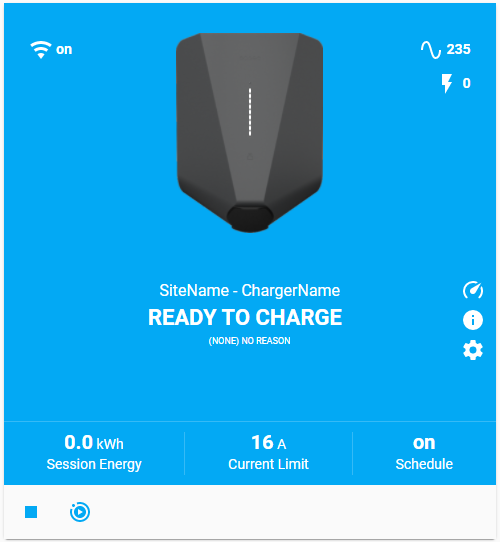 on
235
0
SiteName - ChargerName
READY TO CHARGE
(NONE) NO REASON
0.0 kWh
16 A
on
Session Energy
Current Limit
Schedule